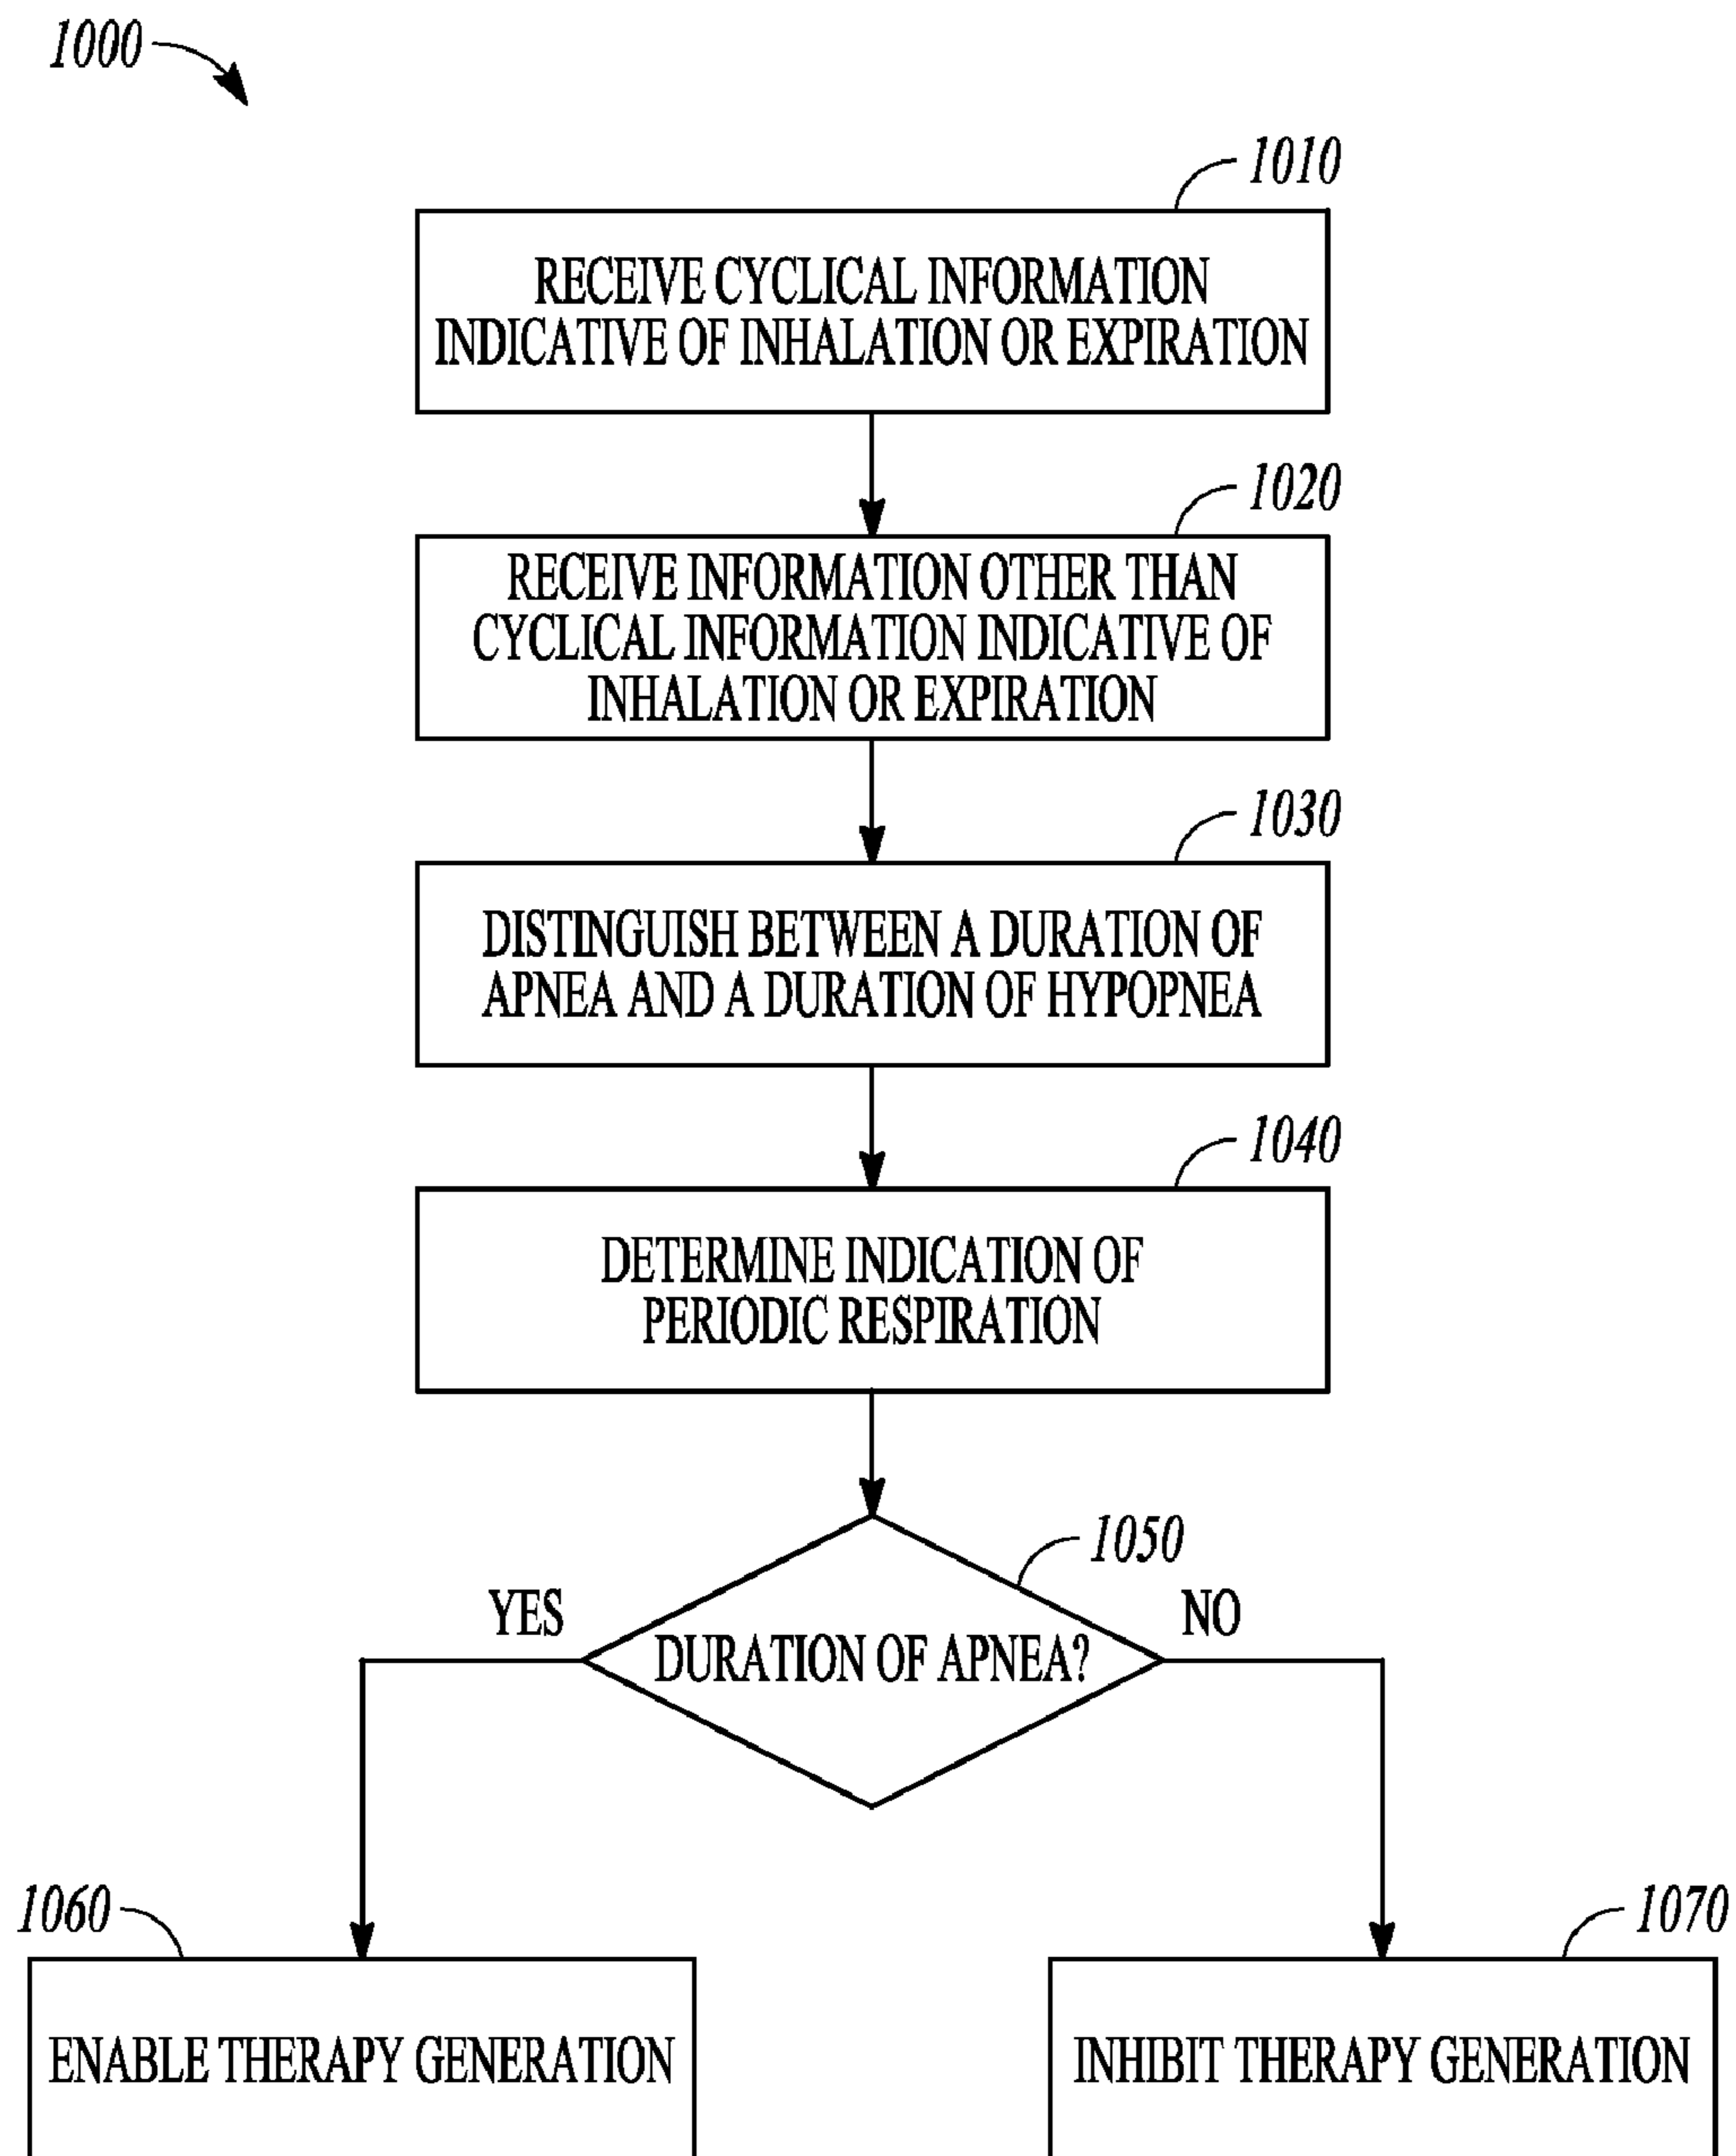 1000
1010
RECEIVE CYCLICAL INFORMATION
INDICATIVE OF INHALATION OR EXPIRATION
1020
RECEIVE INFORMATION OTHER THAN
CYCLICAL INFORMATION INDICATIVE OF
INHALATION OR EXPIRATION
1030
DISTINGUISH BETWEEN A DURATION OF
APNEA AND A DURATION OF HYPOPNEA
1040
DETERMINE INDICATION OF
PERIODIC RESPIRATION
1050
YES
NO
DURATION OF APNEA?
1060
1070
ENABLE THERAPY GENERATION
INHIBIT THERAPY GENERATION